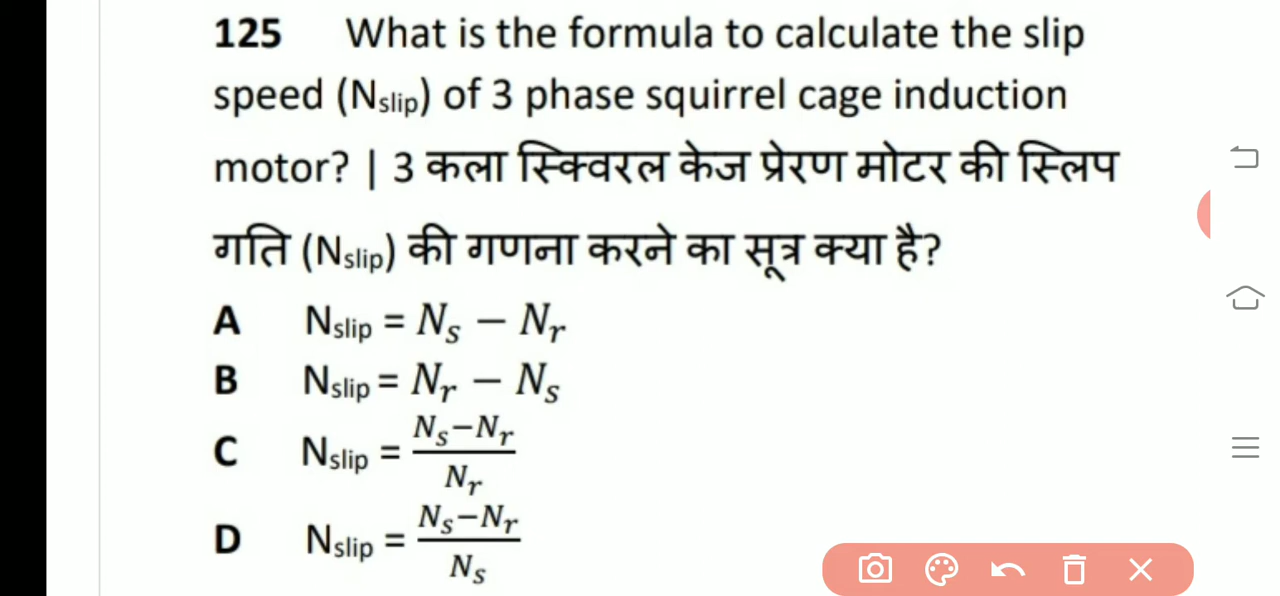 125 What is the formula to calculate the slip
speed (Nslip) of 3 phase squirrel cage induction
motor? | 3 कला स्क्विरल केज प्रेरण मोटर की स्लिप
गति (Nslip) की गणना करने का सूत्र क्या है?
A Nslip = Ns − Nr
B Nslip = Nr − Ns
C Nslip = (Ns−Nr)/Nr
D Nslip = (Ns−Nr)/Ns